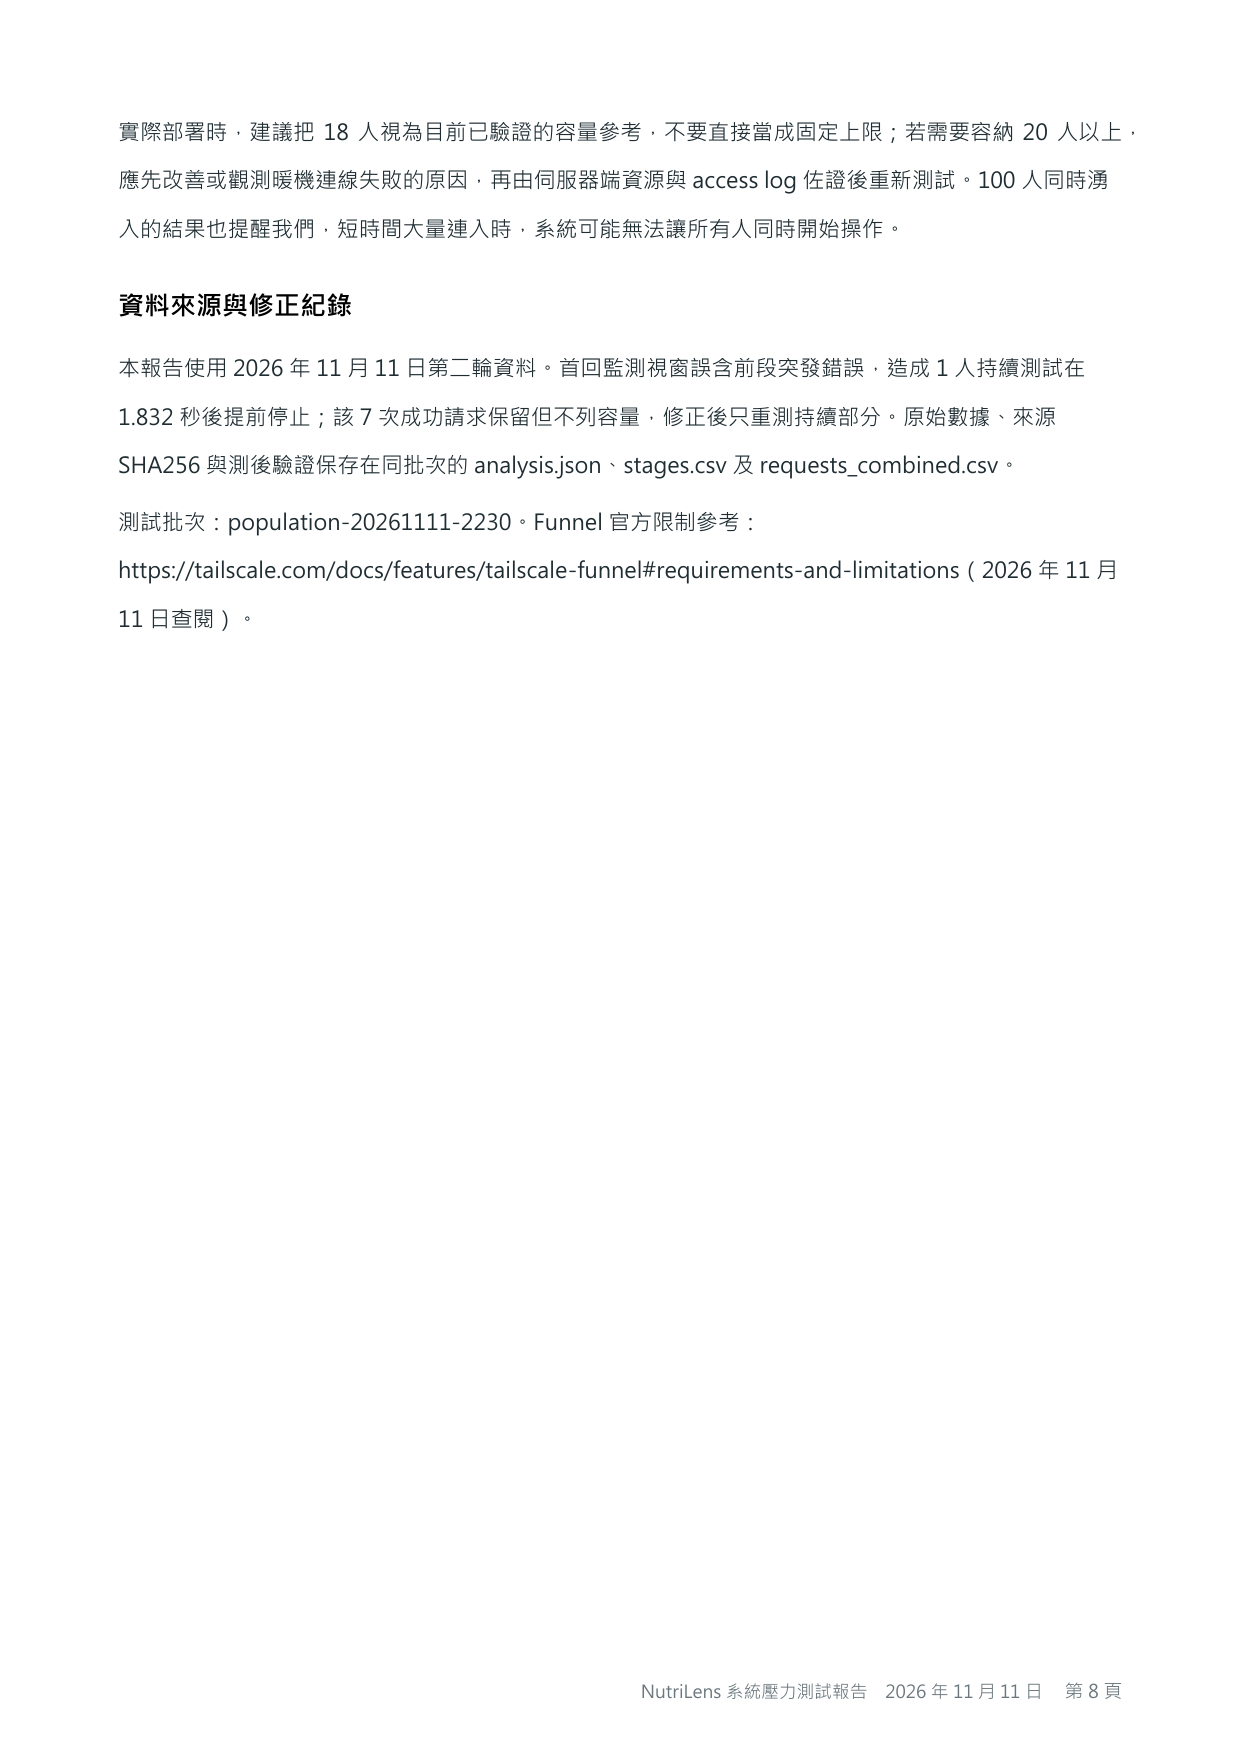 實際部署時，建議把 18 人視為目前已驗證的容量參考，不要直接當成固定上限；若需要容納 20 人以上，
應先改善或觀測暖機連線失敗的原因，再由伺服器端資源與 access log 佐證後重新測試。100 人同時湧
入的結果也提醒我們，短時間大量連入時，系統可能無法讓所有人同時開始操作。
資料來源與修正紀錄
本報告使用 2026 年 11 月 11 日第二輪資料。首回監測視窗誤含前段突發錯誤，造成 1 人持續測試在
1.832 秒後提前停止；該 7 次成功請求保留但不列容量，修正後只重測持續部分。原始數據、來源
SHA256 與測後驗證保存在同批次的 analysis.json、stages.csv 及 requests_combined.csv。
測試批次：population-20261111-2230。Funnel 官方限制參考：
https://tailscale.com/docs/features/tailscale-funnel#requirements-and-limitations（2026 年 11 月
11 日查閱）。
NutriLens 系統壓力測試報告 2026 年 11 月 11 日 第 8 頁